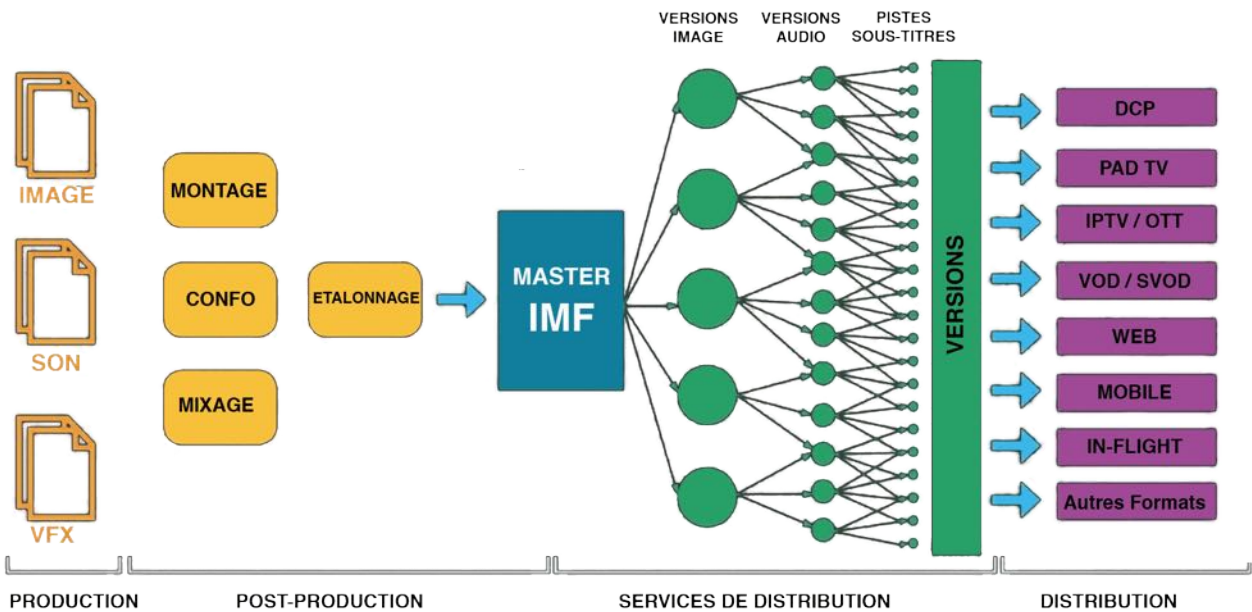 VERSIONS
IMAGE
VERSIONS
AUDIO
PISTES
SOUS-TITRES
IMAGE
SON
VFX
MONTAGE
CONFO
MIXAGE
ETALONNAGE
MASTER
IMF
VERSIONS
DCP
PAD TV
IPTV / OTT
VOD / SVOD
WEB
MOBILE
IN-FLIGHT
Autres Formats
PRODUCTION
POST-PRODUCTION
SERVICES DE DISTRIBUTION
DISTRIBUTION